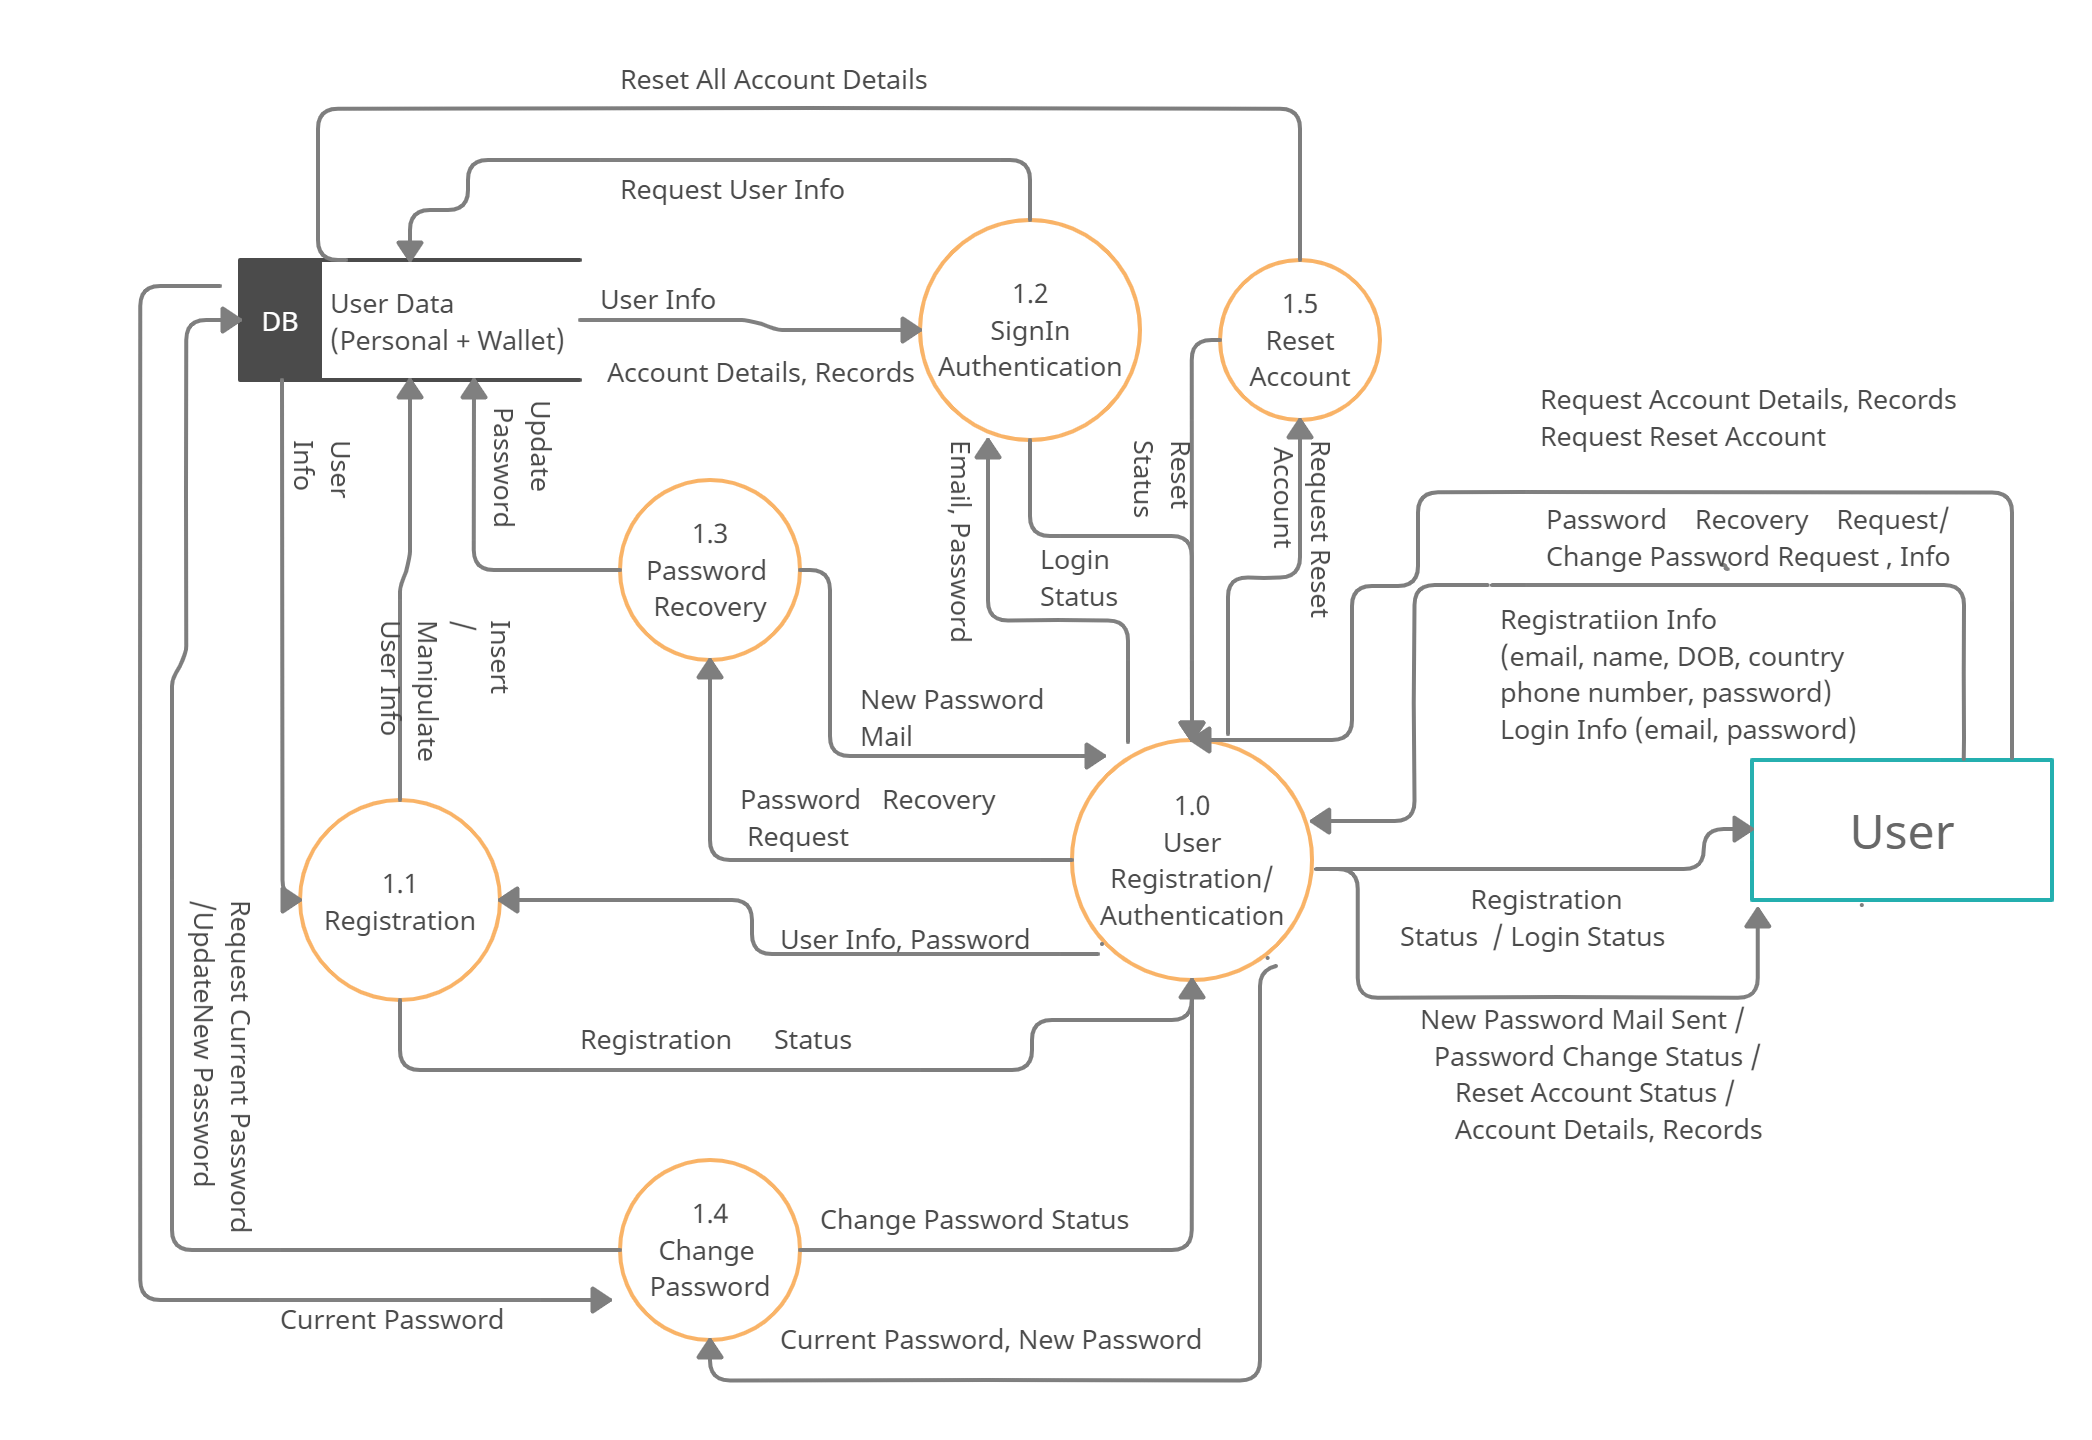 Reset All Account Details
Request User Info
DB
User Data
(Personal + Wallet)
User Info
Account Details, Records
1.2
SignIn
Authentication
1.5
Reset
Account
Request Account Details, Records
Request Reset Account
User
Info
Update
Password
Email, Password
Reset
Status
Request Reset
Account
1.3
Password
Recovery
Login
Status
Password Recovery Request/
Change Password Request , Info
Registratiion Info
(email, name, DOB, country
phone number, password)
Login Info (email, password)
Insert
/
Manipulate
User Info
New Password
Mail
Password Recovery
Request
1.0
User
Registration/
Authentication
User
1.1
Registration
User Info, Password
Registration
Status / Login Status
Request Current Password
/UpdateNew Password
Registration Status
New Password Mail Sent /
Password Change Status /
Reset Account Status /
Account Details, Records
1.4
Change
Password
Change Password Status
Current Password
Current Password, New Password